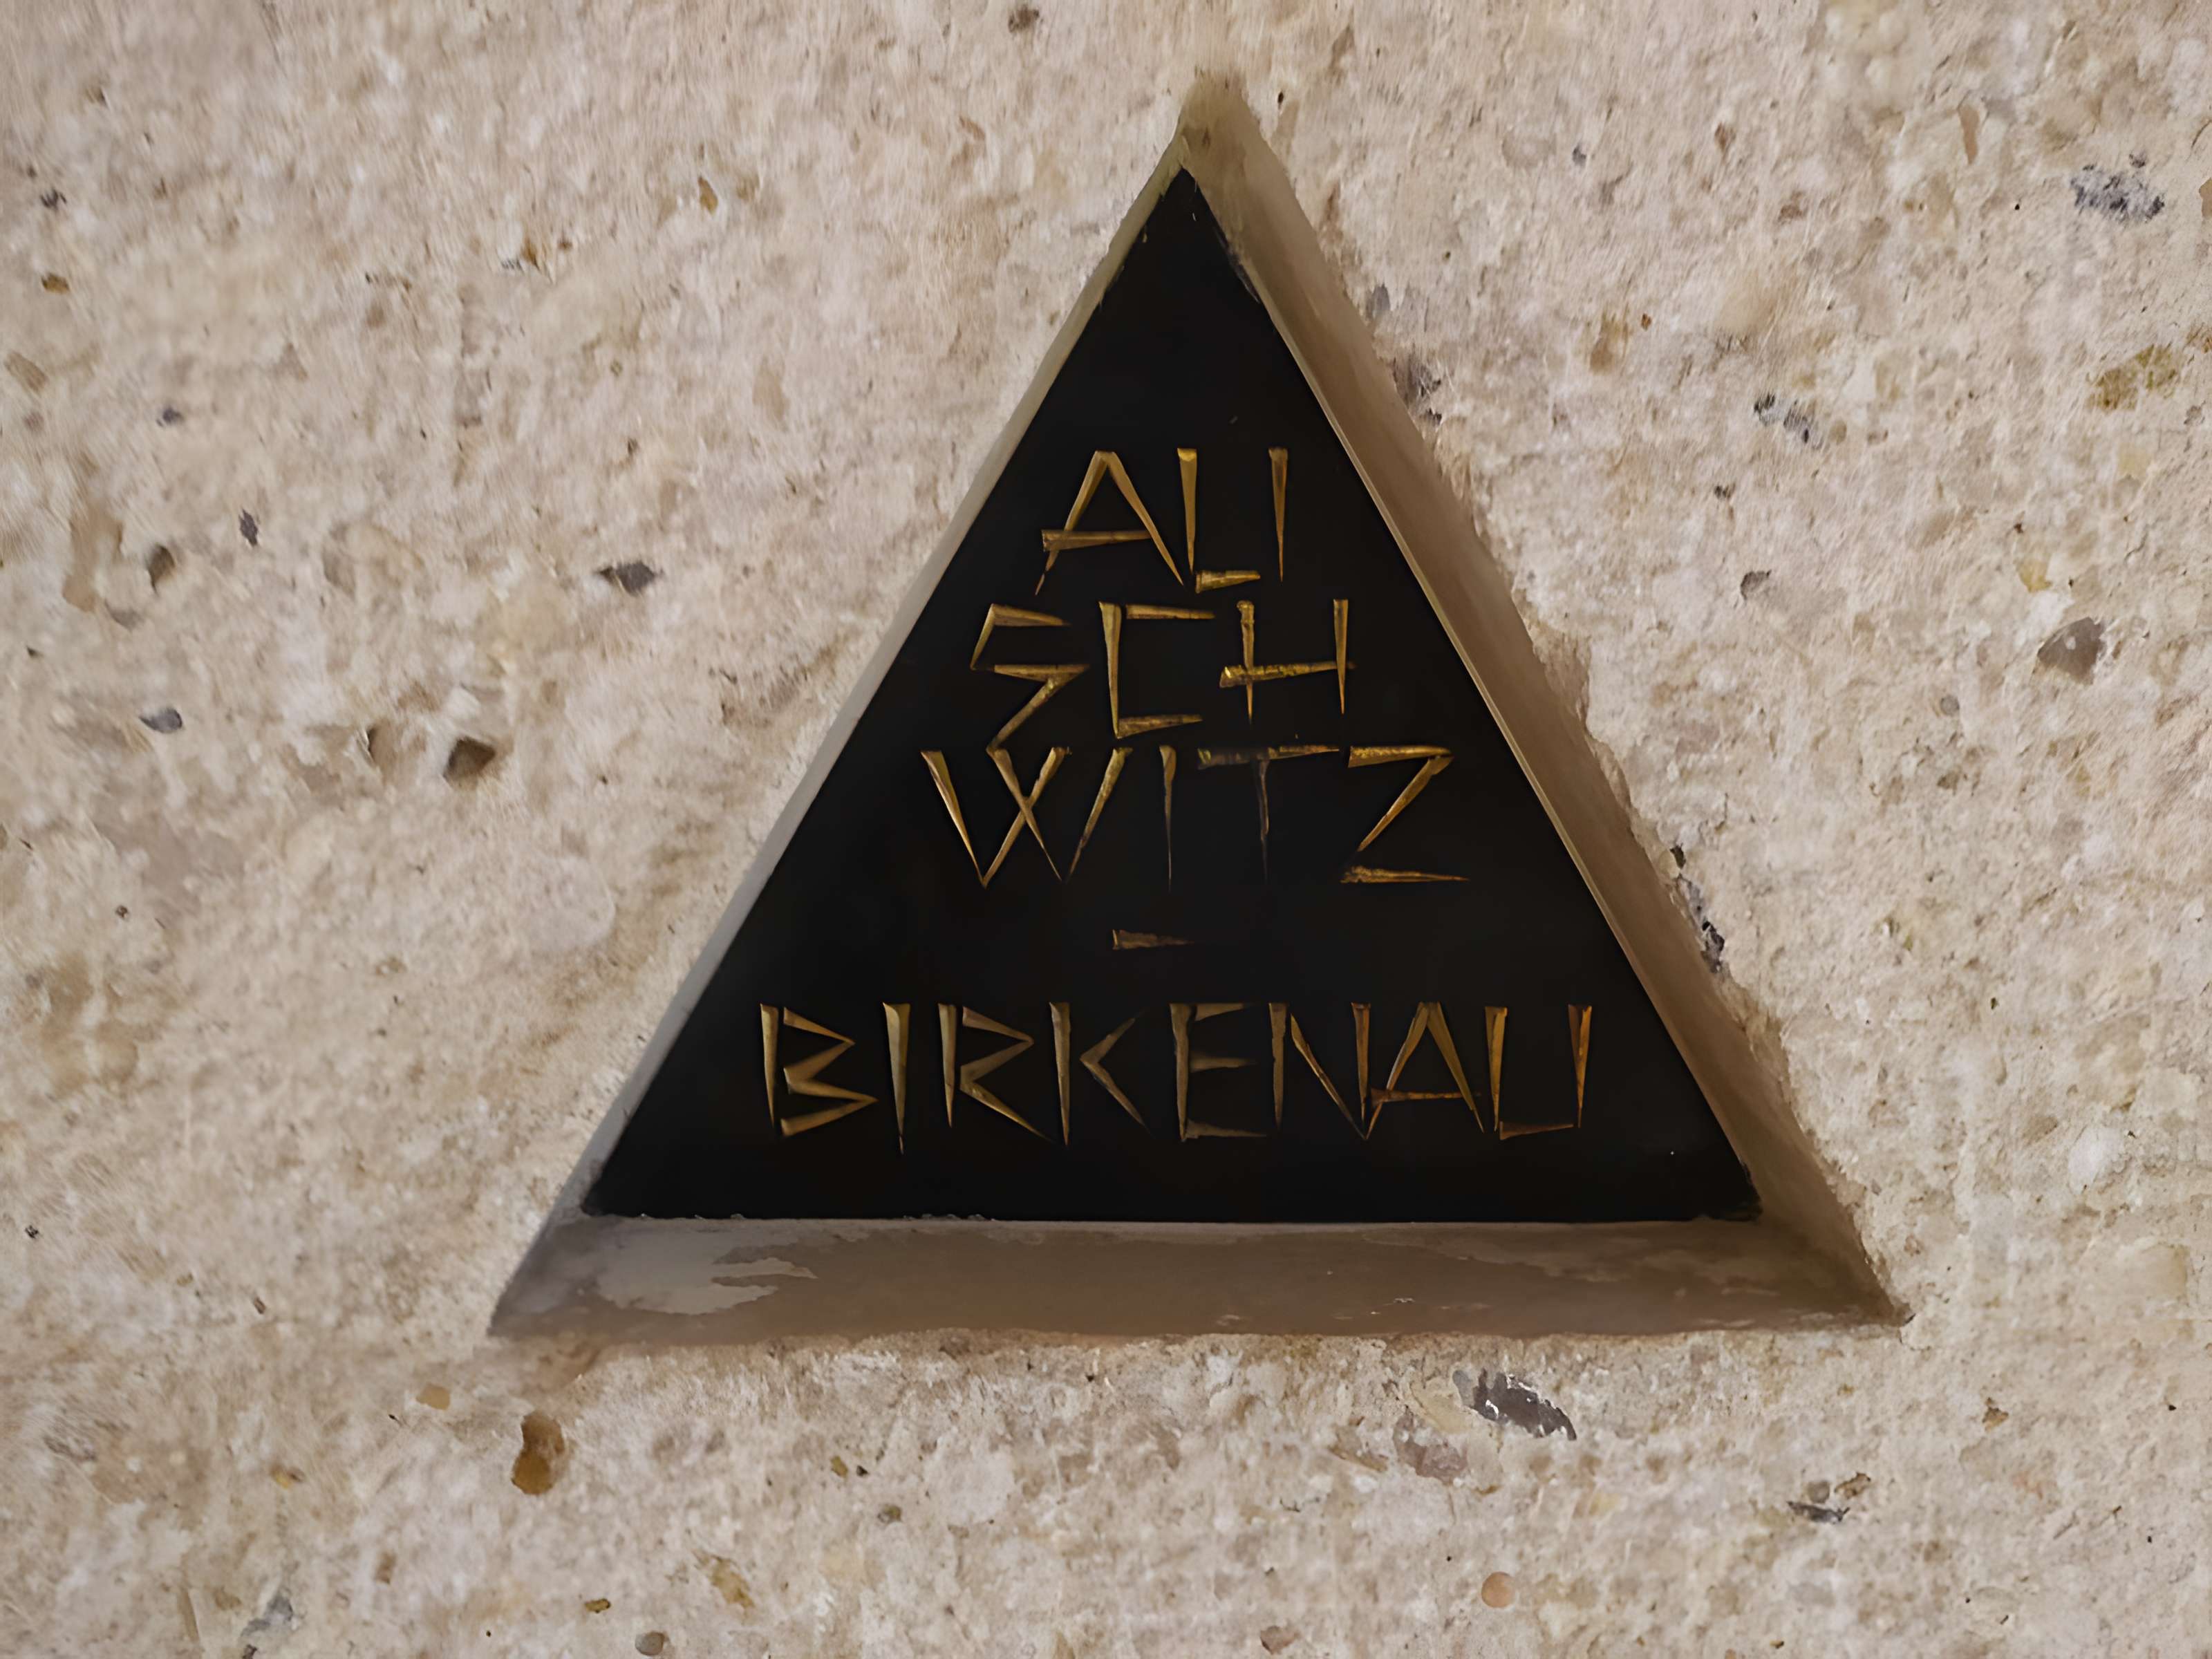 AU
SCH
WITZ
-
BIRKENAU